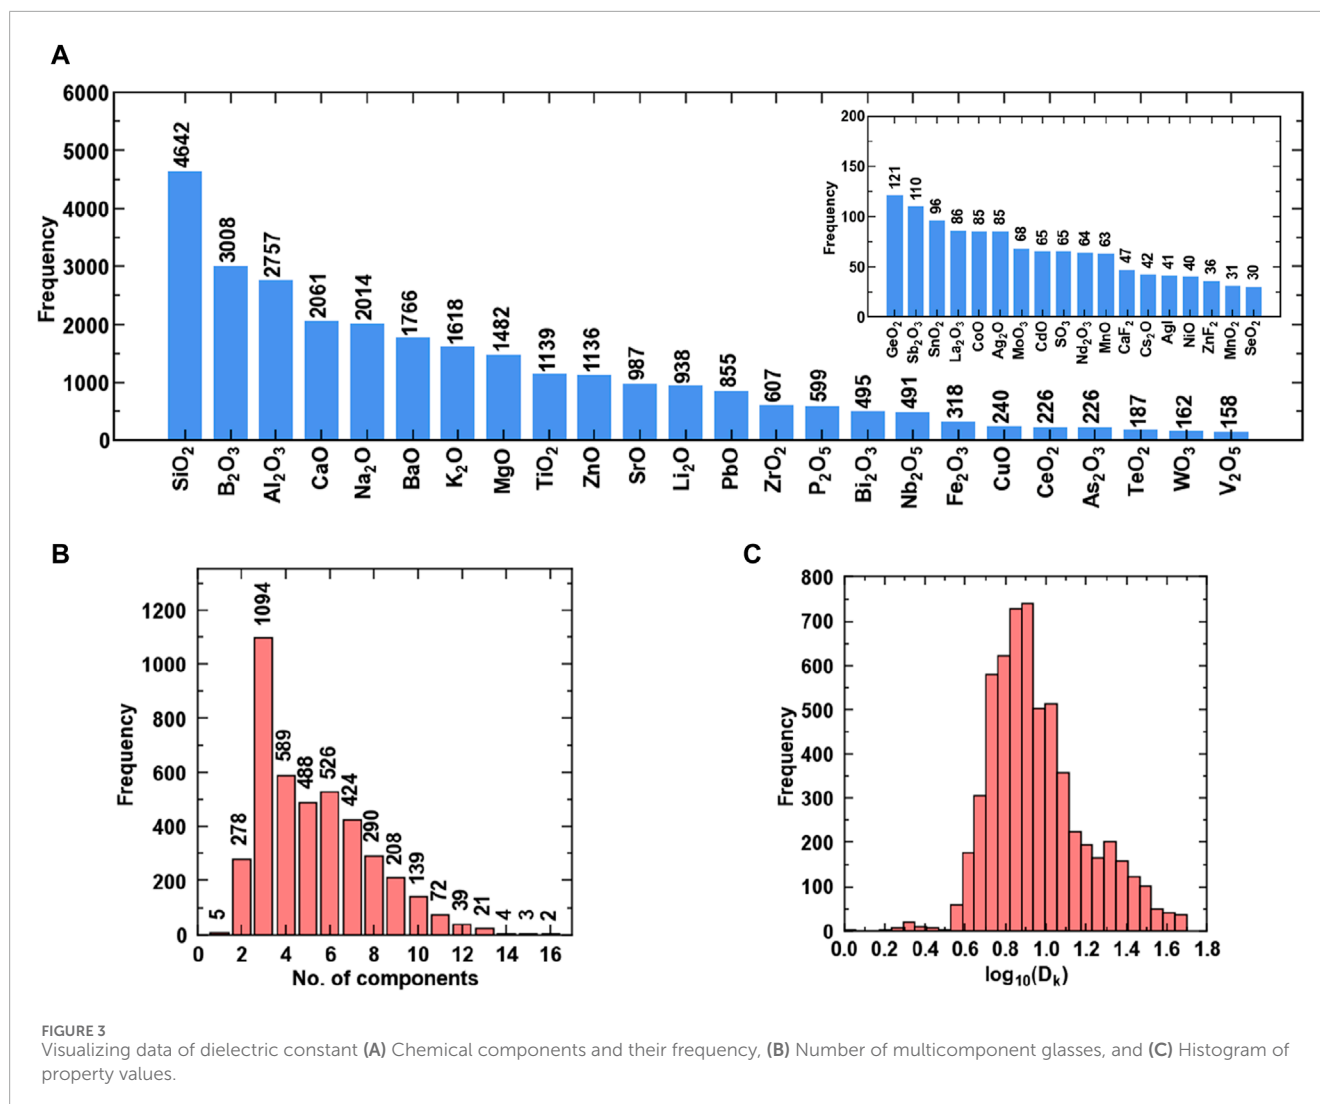 A
6000
5000
4000
3000
2000
1000
0
Frequency
4642
3008
2757
2061
2014
1766
1618
1482
1139
1136
987
938
855
607
599
495
491
318
240
226
226
187
162
158
SiO2
B2O3
Al2O3
CaO
Na2O
BaO
K2O
MgO
TiO2
ZnO
SrO
Li2O
PbO
ZrO2
P2O5
Bi2O3
Nb2O5
Fe2O3
CuO
CeO2
As2O3
TeO2
WO3
V2O5
200
150
100
50
0
Frequency
121
110
96
86
85
85
68
65
65
64
63
47
42
41
40
36
31
30
GeO2
Sb2O3
SnO2
La2O3
CoO
Ag2O
MoO3
CdO
SO3
Nd2O3
MnO
CaF2
Cs2O
AgI
NiO
ZnF2
MnO2
SeO2
B
1200
1000
800
600
400
200
0
Frequency
5
278
1094
589
488
526
424
290
208
139
72
39
21
4
3
2
0 2 4 6 8 10 12 14 16
No. of components
C
800
700
600
500
400
300
200
100
0
Frequency
0.0 0.2 0.4 0.6 0.8 1.0 1.2 1.4 1.6 1.8
log10(Dk)
FIGURE 3
Visualizing data of dielectric constant (A) Chemical components and their frequency, (B) Number of multicomponent glasses, and (C) Histogram of
property values.